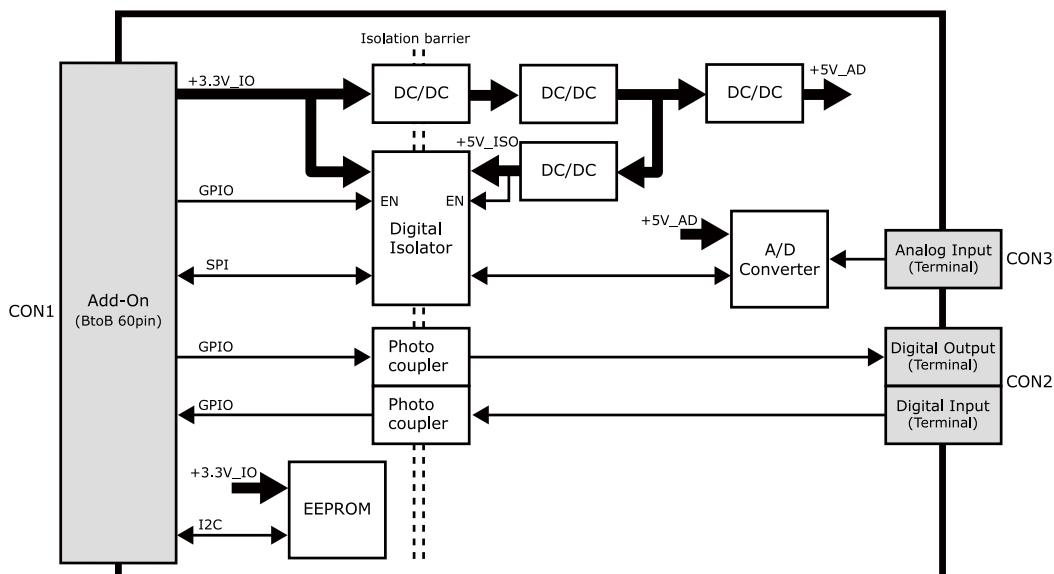 Isolation barrier
+3.3V_IO
DC/DC
DC/DC
DC/DC
+5V_AD
+5V_ISO
DC/DC
GPIO
EN
EN
Digital
Isolator
+5V_AD
A/D
Converter
Analog Input
(Terminal)
CON3
SPI
CON1
Add-On
(BtoB 60pin)
GPIO
Photo
coupler
Digital Output
(Terminal)
CON2
GPIO
Photo
coupler
Digital Input
(Terminal)
+3.3V_IO
EEPROM
I2C